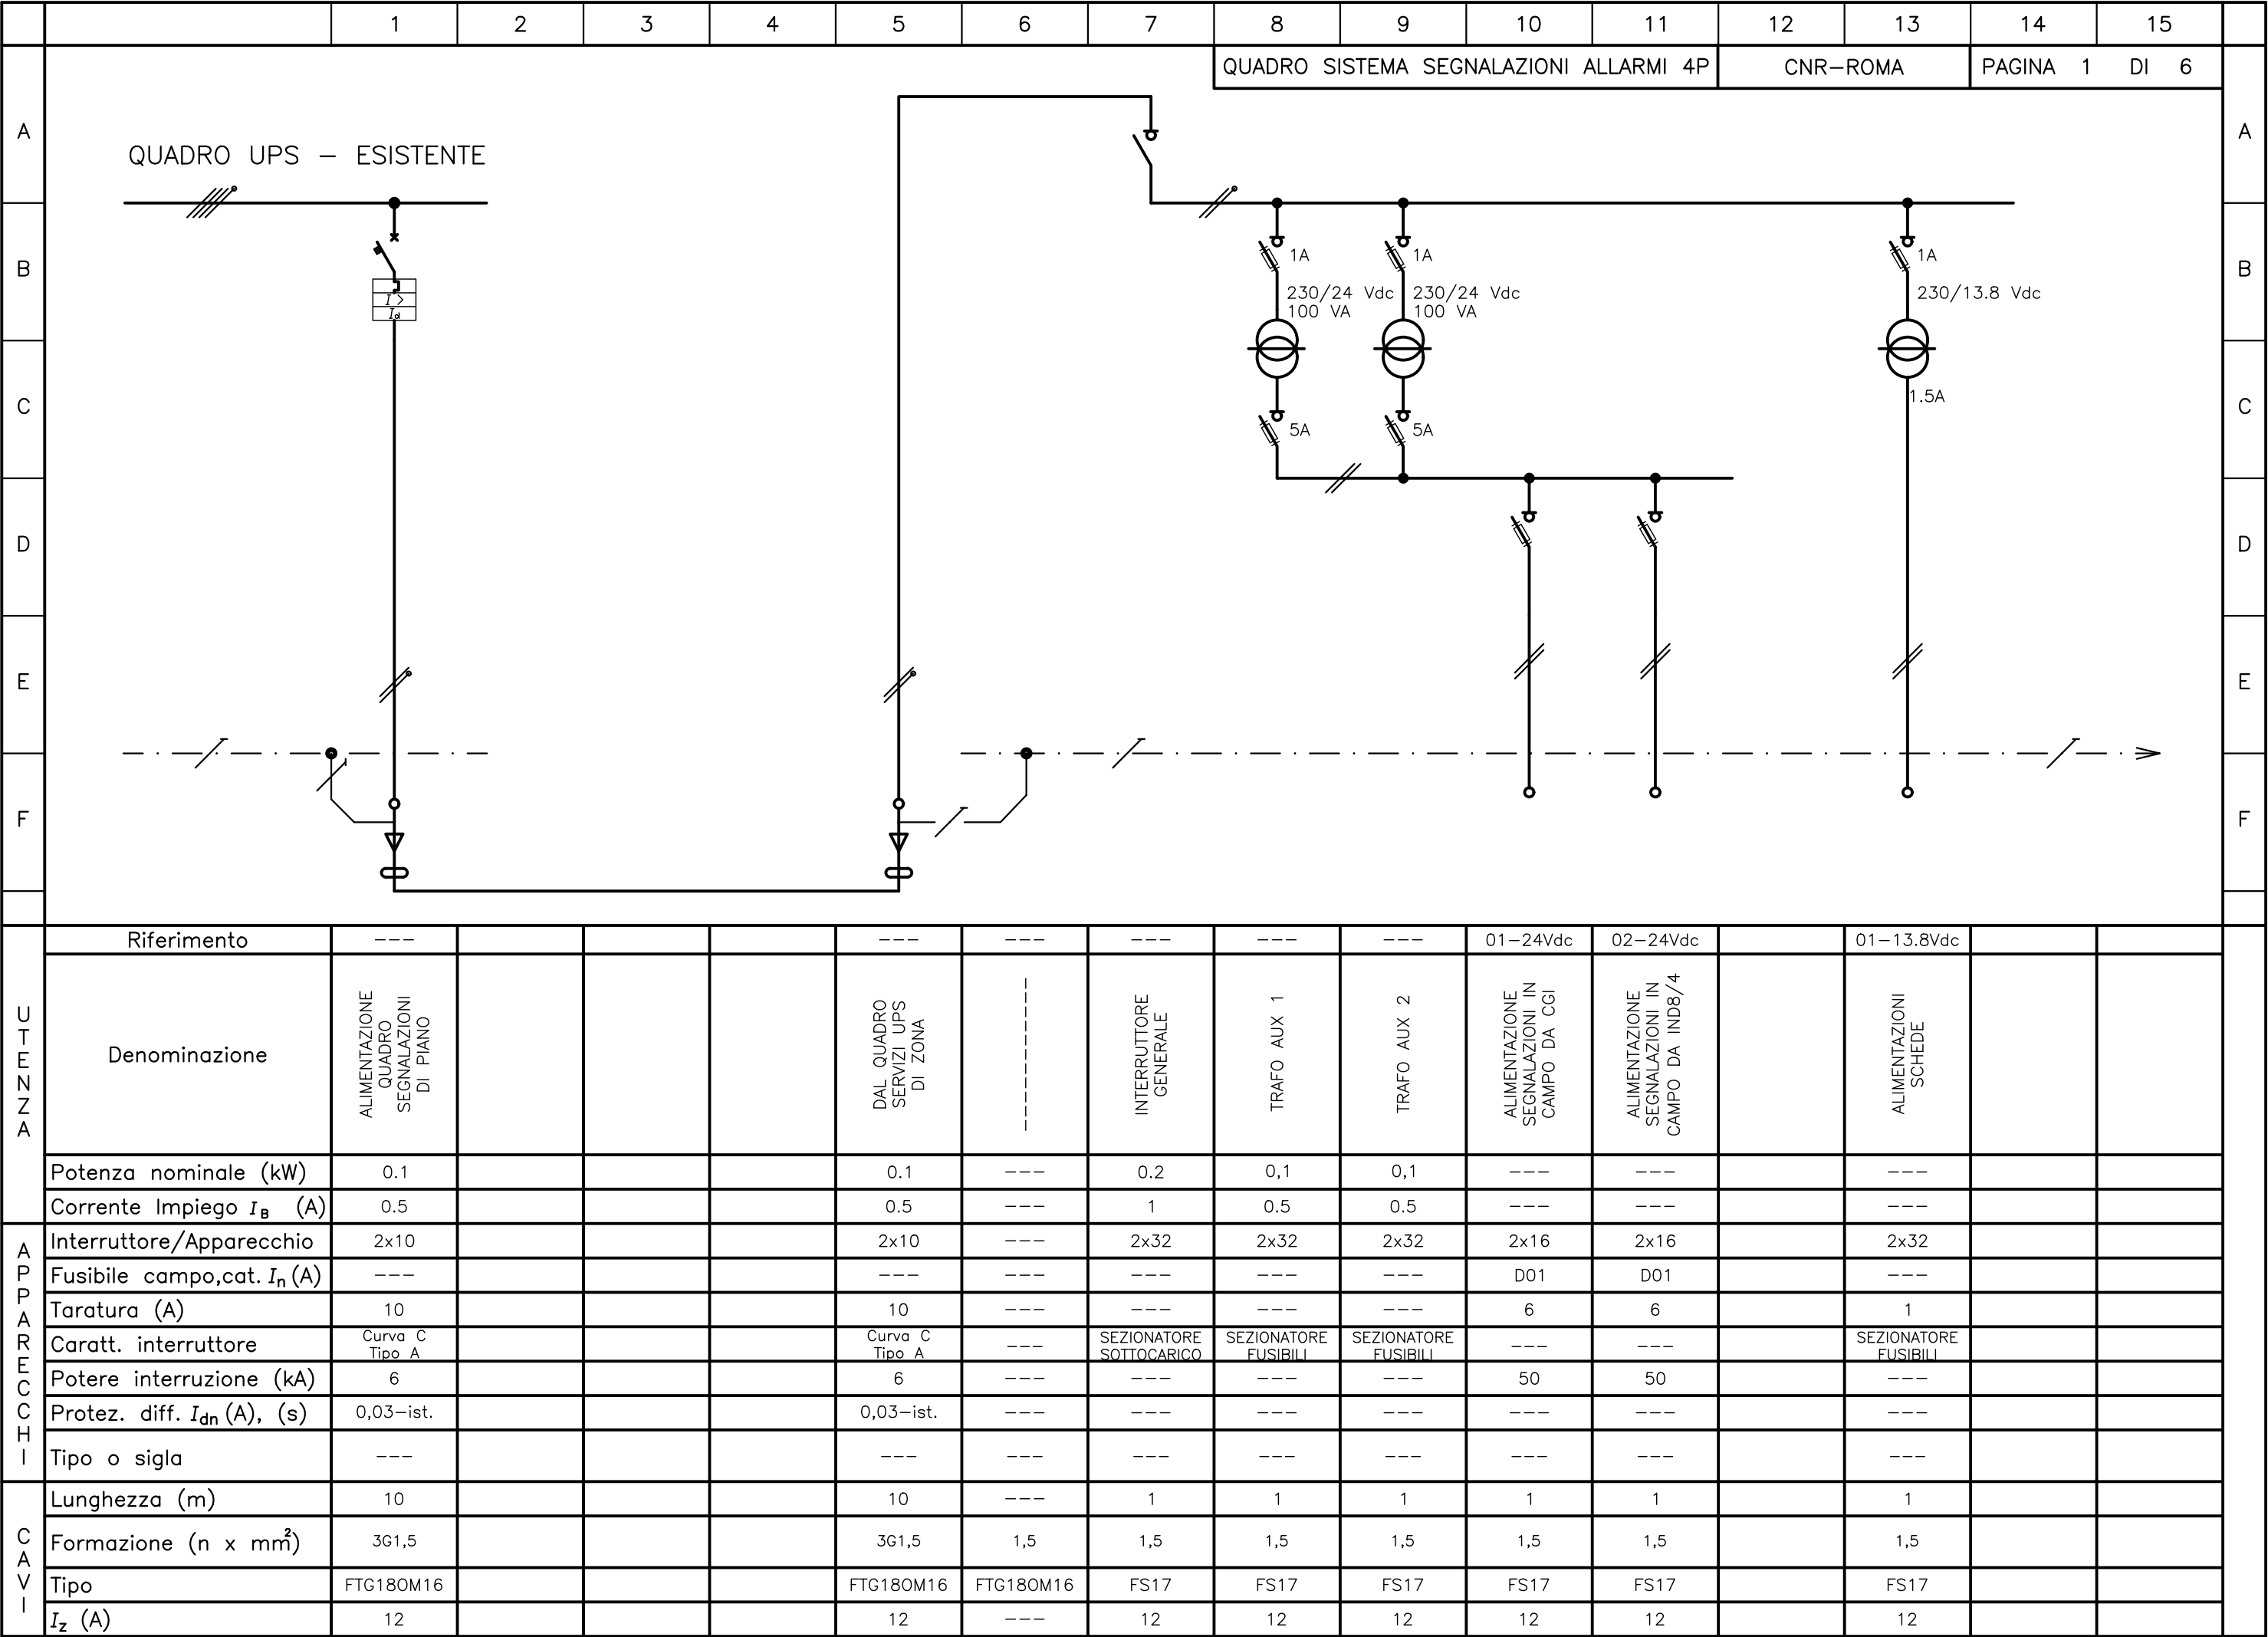 1 2 3 4 5 6 7 8 9 10 11 12 13 14 15
QUADRO SISTEMA SEGNALAZIONI ALLARMI 4P CNR-ROMA PAGINA 1 DI 6
A A
QUADRO UPS - ESISTENTE
B B
1A 1A 1A
230/24 Vdc 230/24 Vdc 230/13.8 Vdc
100 VA 100 VA
I >
Id
C C
1.5A
5A 5A
D D
E E
F F
UTENZA
Riferimento --- --- --- --- --- --- 01-24Vdc 02-24Vdc 01-13.8Vdc
Denominazione
ALIMENTAZIONE
QUADRO
SEGNALAZIONI
DI PIANO
DAL QUADRO
SERVIZI UPS
DI ZONA
---------------
INTERRUTTORE
GENERALE
TRAFO AUX 1
TRAFO AUX 2
ALIMENTAZIONE
SEGNALAZIONI IN
CAMPO DA CGI
ALIMENTAZIONE
SEGNALAZIONI IN
CAMPO DA IND8/4
ALIMENTAZIONI
SCHEDE
Potenza nominale (kW) 0.1 0.1 --- 0.2 0,1 0,1 --- --- ---
Corrente Impiego IB (A) 0.5 0.5 --- 1 0.5 0.5 --- --- ---
APPARECCHI
Interruttore/Apparecchio 2x10 2x10 --- 2x32 2x32 2x32 2x16 2x16 2x32
Fusibile campo,cat. In (A) --- --- --- --- --- --- D01 D01 ---
Taratura (A) 10 10 --- --- --- --- 6 6 1
Caratt. interruttore
Curva C
Tipo A
Curva C
Tipo A
---
SEZIONATORE
SOTTOCARICO
SEZIONATORE
FUSIBILI
SEZIONATORE
FUSIBILI
--- ---
SEZIONATORE
FUSIBILI
Potere interruzione (kA) 6 6 --- --- --- --- 50 50 ---
Protez. diff. Idn (A), (s) 0,03-ist. 0,03-ist. --- --- --- --- --- --- ---
Tipo o sigla --- --- --- --- --- --- --- --- ---
CAVI
Lunghezza (m) 10 10 --- 1 1 1 1 1 1
Formazione (n x mm²) 3G1,5 3G1,5 1,5 1,5 1,5 1,5 1,5 1,5 1,5
Tipo FTG18OM16 FTG18OM16 FTG18OM16 FS17 FS17 FS17 FS17 FS17 FS17
Iz (A) 12 12 --- 12 12 12 12 12 12